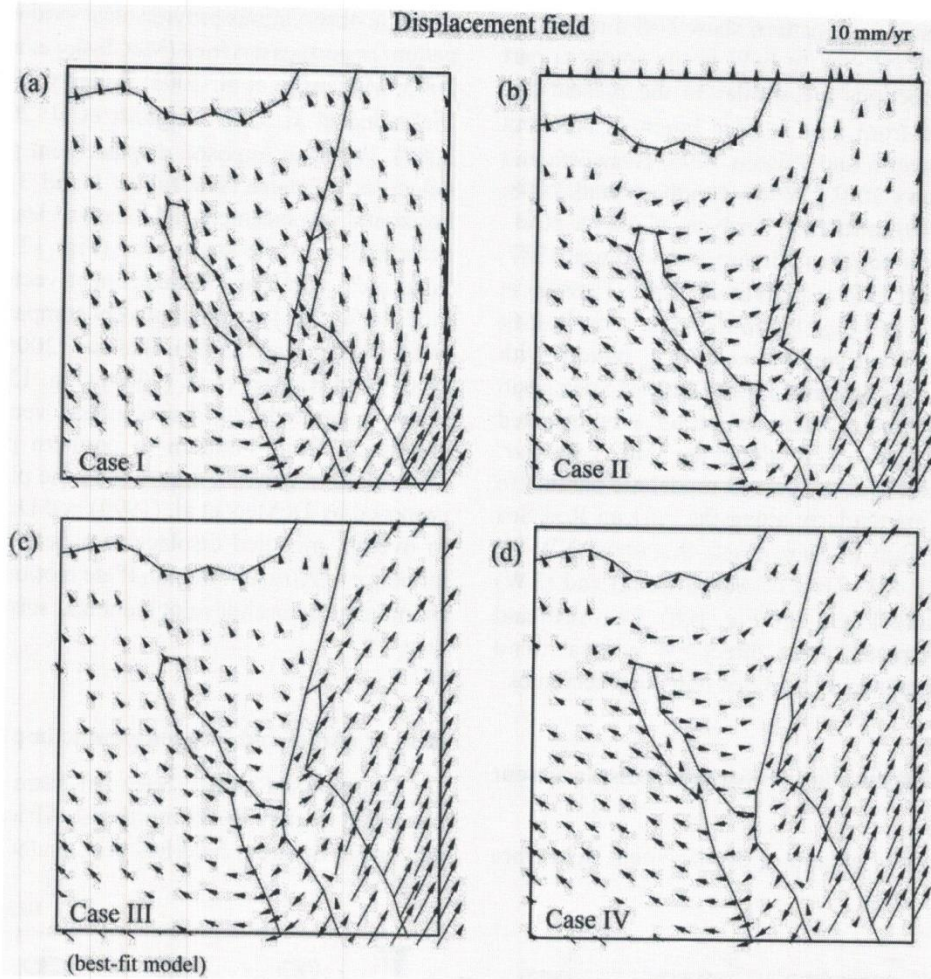 Displacement field
10 mm/yr
(a)
(b)
Case I
Case II
(c)
(d)
Case III
Case IV
(best-fit model)